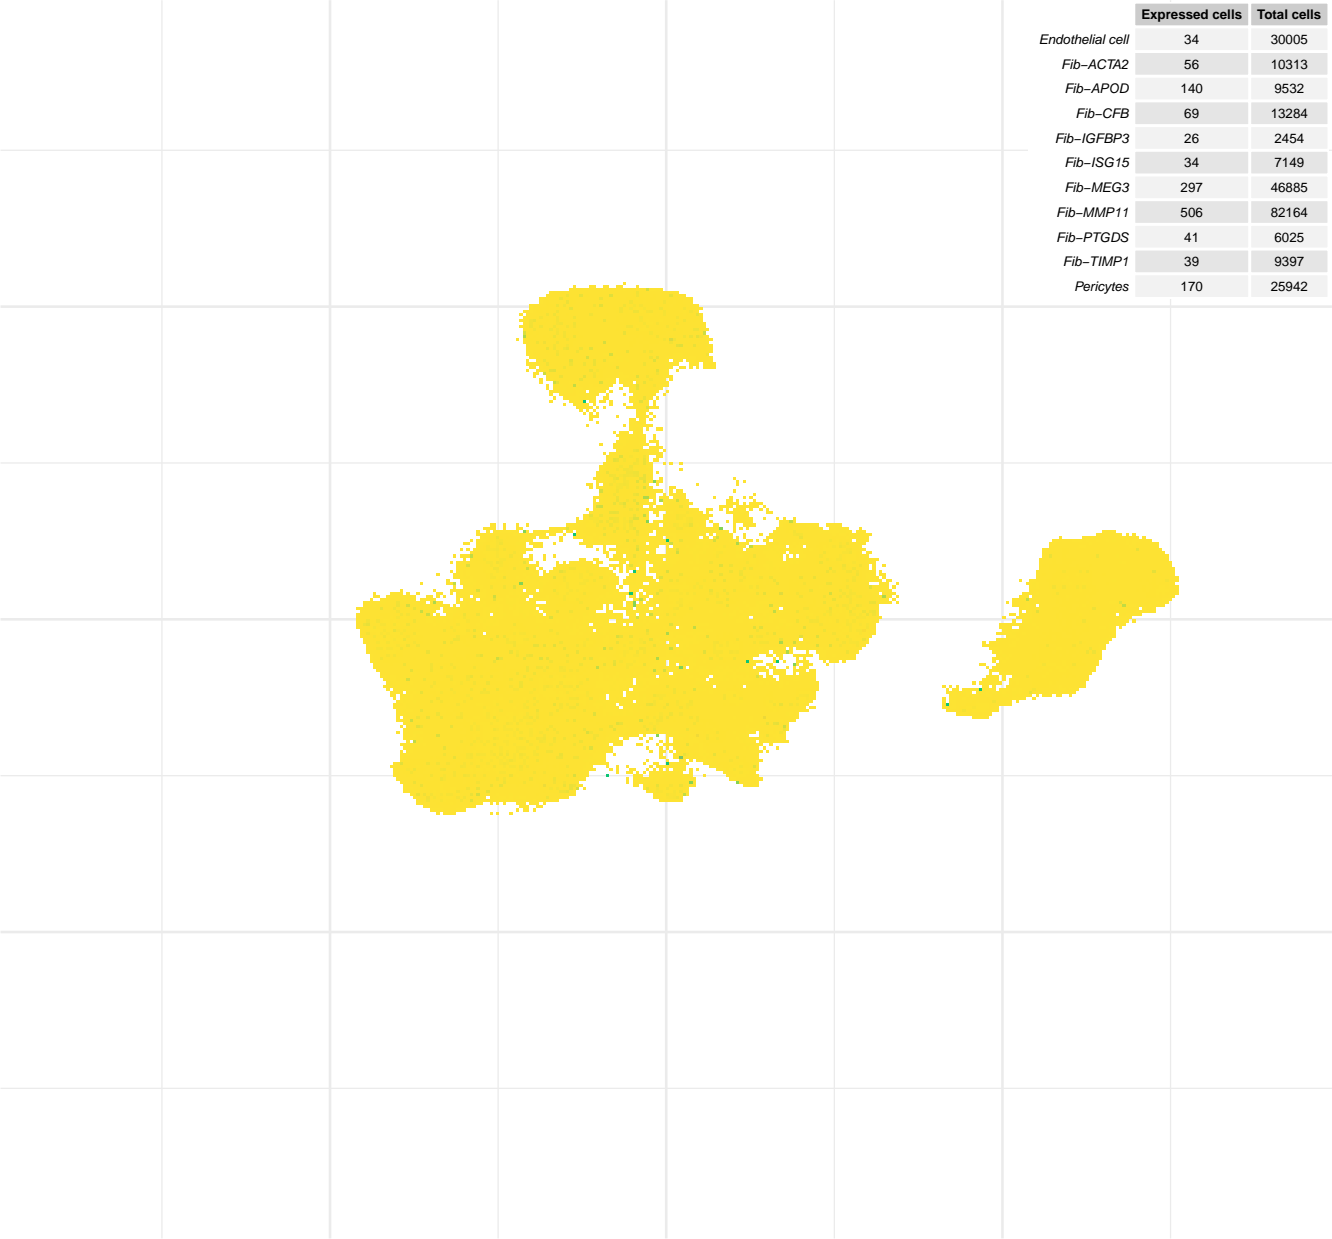 Expressed cells Total cells
Endothelial cell 34 30005
Fib−ACTA2 56 10313
Fib−APOD 140 9532
Fib−CFB 69 13284
Fib−IGFBP3 26 2454
Fib−ISG15 34 7149
Fib−MEG3 297 46885
Fib−MMP11 506 82164
Fib−PTGDS 41 6025
Fib−TIMP1 39 9397
Pericytes 170 25942